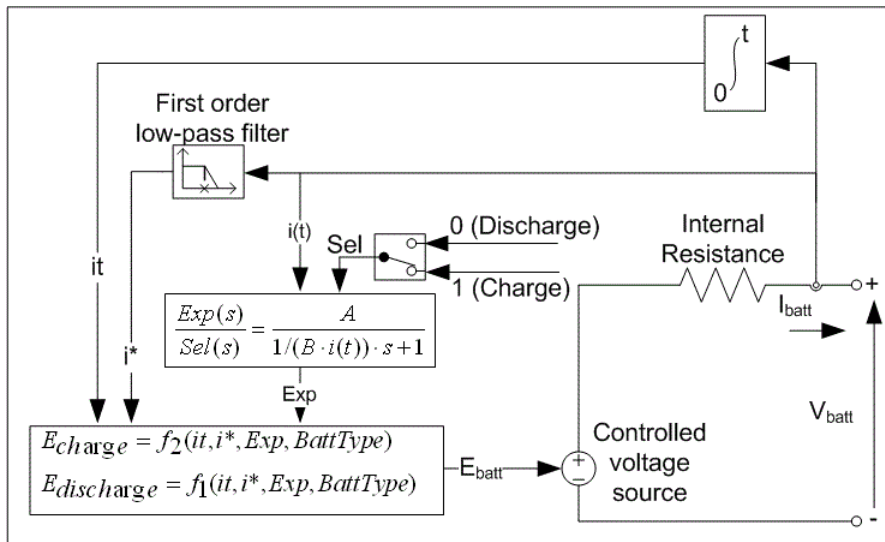 t
0
First order
low-pass filter
i(t)
Sel
0 (Discharge)
1 (Charge)
Internal
Resistance
it
i*
+
I_batt
Exp(s)/Sel(s) = A/(1/(B·i(t))·s+1)
Exp
V_batt
E_charge = f_2(it,i*,Exp,BattType)
E_discharge = f_1(it,i*,Exp,BattType)
E_batt
+
−
Controlled
voltage
source
-